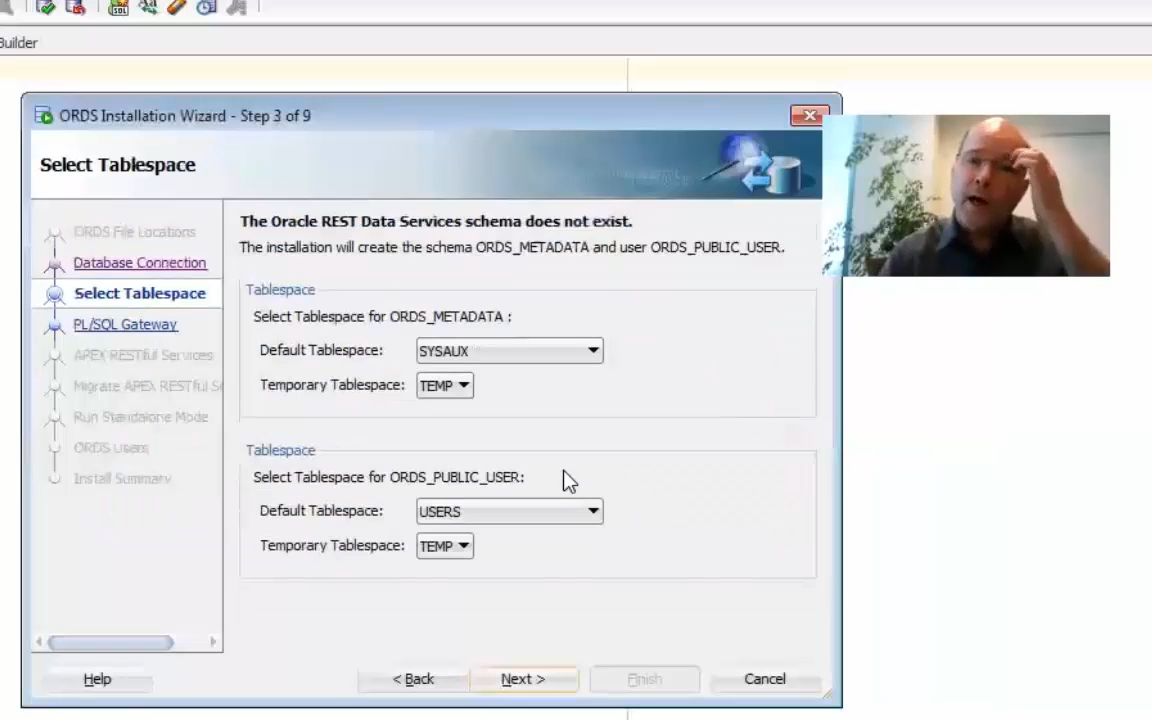 SQL
Builder
ORDS Installation Wizard - Step 3 of 9
Select Tablespace
ORDS File Locations
Database Connection
Select Tablespace
PL/SQL Gateway
APEX RESTful Services
Migrate APEX RESTful S
Run Standalone Mode
ORDS Users
Install Summary
The Oracle REST Data Services schema does not exist.
The installation will create the schema ORDS_METADATA and user ORDS_PUBLIC_USER.
Tablespace
Select Tablespace for ORDS_METADATA :
Default Tablespace: SYSAUX
Temporary Tablespace: TEMP
Tablespace
Select Tablespace for ORDS_PUBLIC_USER:
Default Tablespace: USERS
Temporary Tablespace: TEMP
Help < Back Next > Finish Cancel